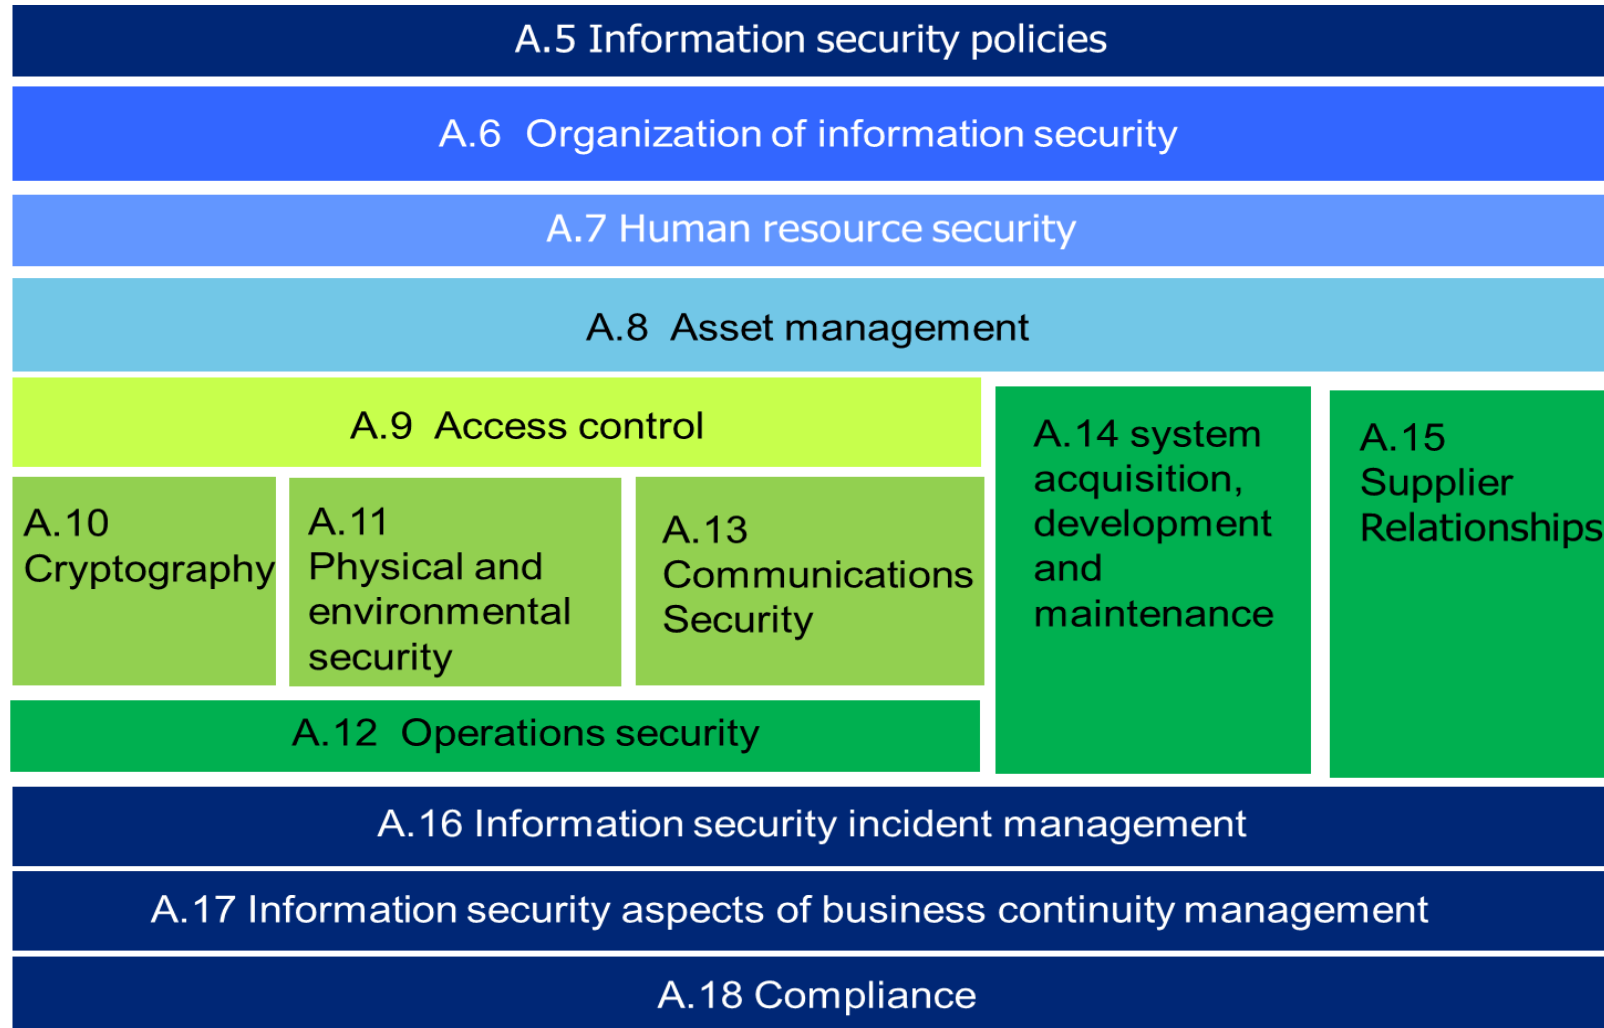 A.5 Information security policies
A.6 Organization of information security
A.7 Human resource security
A.8 Asset management
A.9 Access control
A.10
Cryptography
A.11
Physical and
environmental
security
A.13
Communications
Security
A.12 Operations security
A.14 system
acquisition,
development
and
maintenance
A.15
Supplier
Relationships
A.16 Information security incident management
A.17 Information security aspects of business continuity management
A.18 Compliance